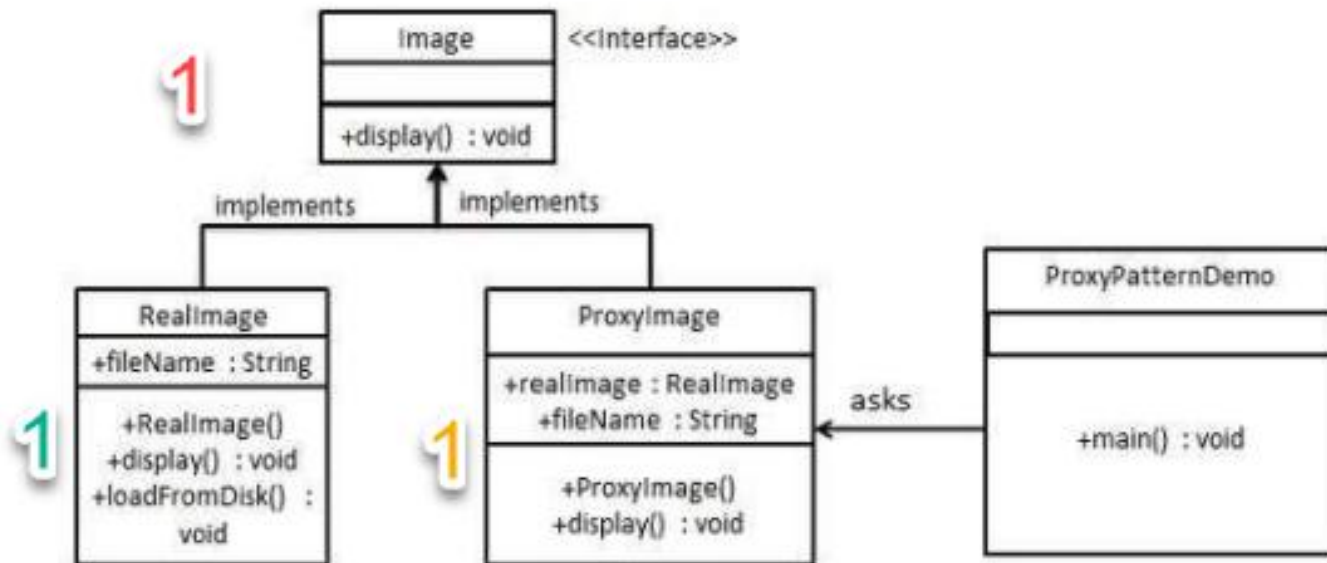 Image
<<Interface>>
1
+display() : void
implements
implements
RealImage
+fileName : String
1
+RealImage()
+display() : void
+loadFromDisk() :
void
ProxyImage
+realImage : RealImage
+fileName : String
1
+ProxyImage()
+display() : void
asks
ProxyPatternDemo
+main() : void